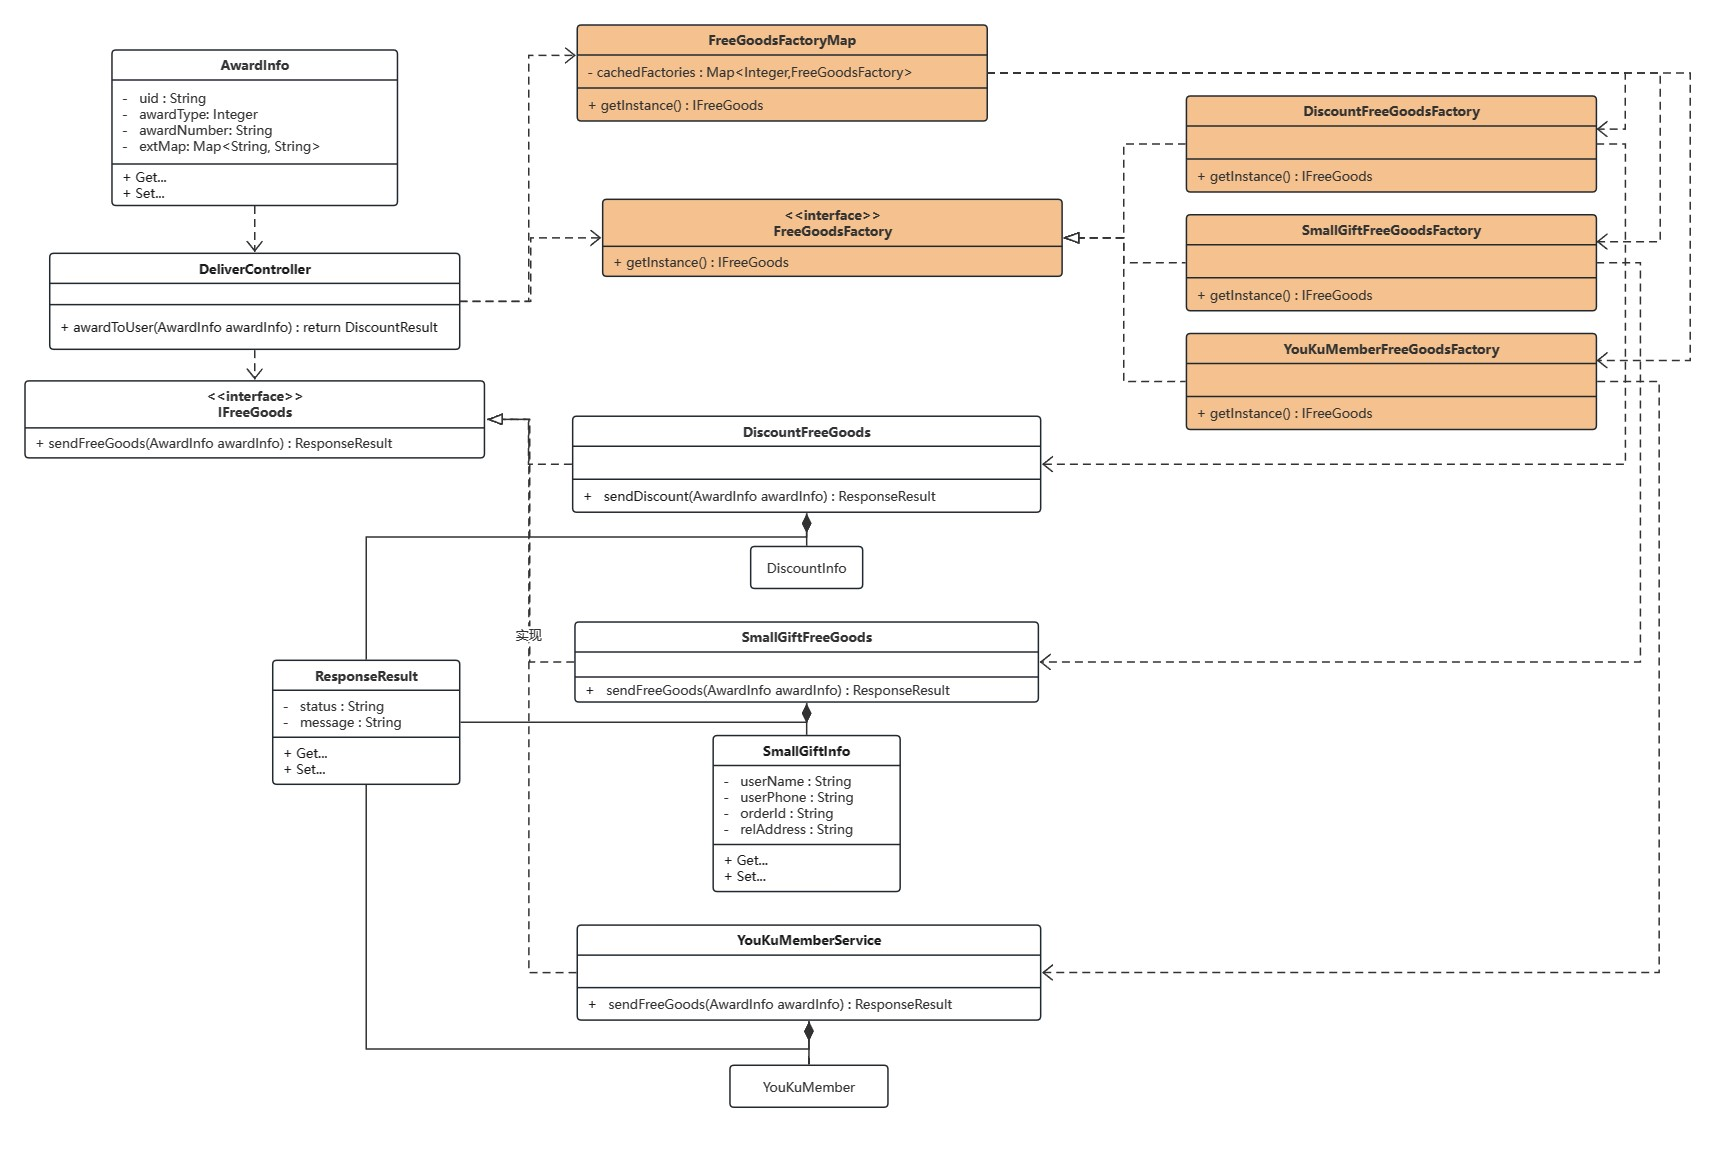 AwardInfo
- uid : String
- awardType: Integer
- awardNumber: String
- extMap: Map<String, String>
+ Get...
+ Set...
DeliverController
+ awardToUser(AwardInfo awardInfo) : return DiscountResult
<<interface>>
IFreeGoods
+ sendFreeGoods(AwardInfo awardInfo) : ResponseResult
FreeGoodsFactoryMap
- cachedFactories : Map<Integer,FreeGoodsFactory>
+ getInstance() : IFreeGoods
<<interface>>
FreeGoodsFactory
+ getInstance() : IFreeGoods
DiscountFreeGoodsFactory
+ getInstance() : IFreeGoods
SmallGiftFreeGoodsFactory
+ getInstance() : IFreeGoods
YouKuMemberFreeGoodsFactory
+ getInstance() : IFreeGoods
DiscountFreeGoods
+ sendDiscount(AwardInfo awardInfo) : ResponseResult
DiscountInfo
实现
SmallGiftFreeGoods
+ sendFreeGoods(AwardInfo awardInfo) : ResponseResult
ResponseResult
- status : String
- message : String
+ Get...
+ Set...
SmallGiftInfo
- userName : String
- userPhone : String
- orderId : String
- relAddress : String
+ Get...
+ Set...
YouKuMemberService
+ sendFreeGoods(AwardInfo awardInfo) : ResponseResult
YouKuMember